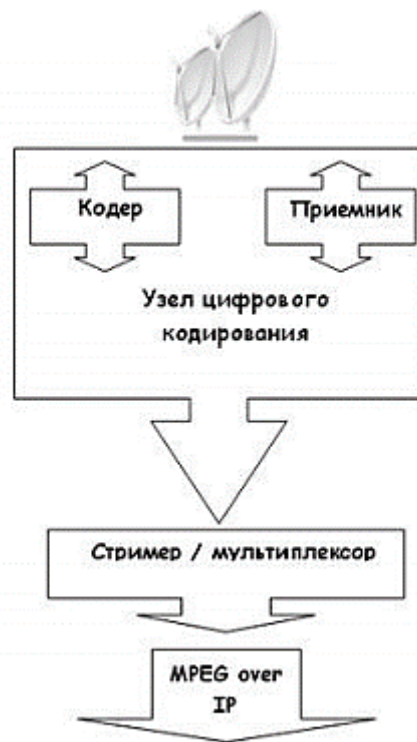 Кодер
Приемник
Узел цифрового
кодирования
Стример / мультиплексор
MPEG over
IP